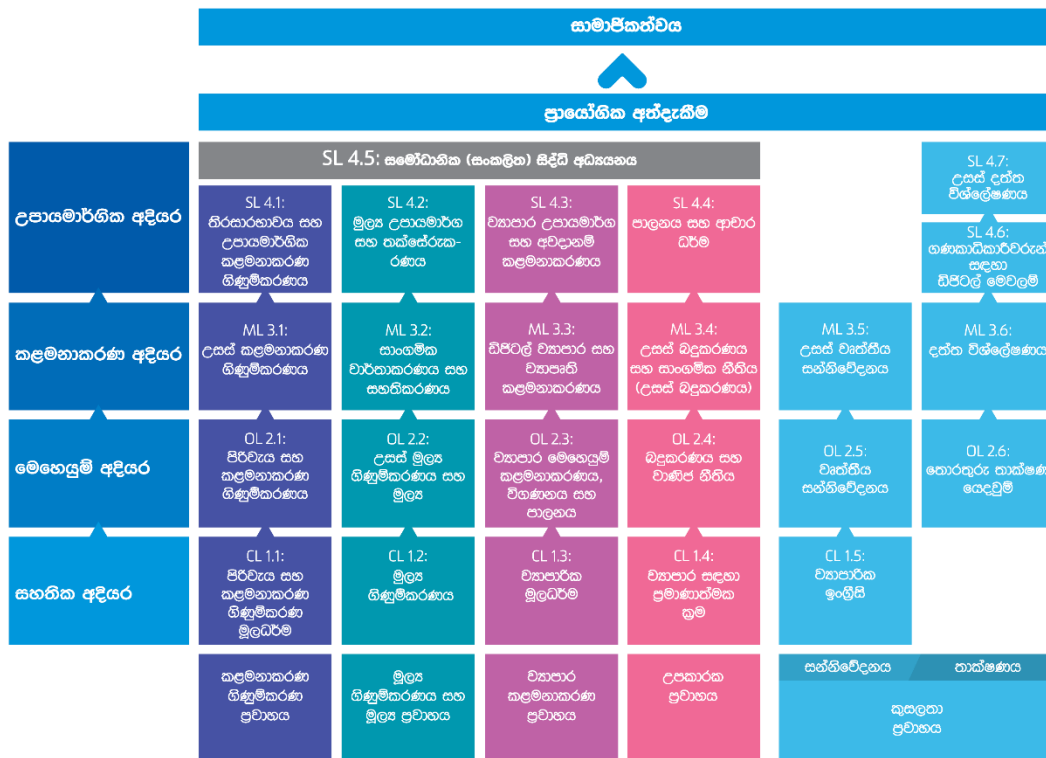 සාමාජිකත්වය
ප්‍රායෝගික අත්දැකීම
උපායමාර්ගික අදියර
SL 4.5: සමෝධානික (සංකලිත) සිද්ධි අධ්‍යයනය
SL 4.1:
තිරසාරභාවය සහ
උපායමාර්ගික
කළමනාකරණ
ගිණුම්කරණය
SL 4.2:
මූල්‍ය උපායමාර්ග
සහ තක්සේරුක-
රණය
SL 4.3:
ව්‍යාපාර උපායමාර්ග
සහ අවදානම්
කළමනාකරණය
SL 4.4:
පාලනය සහ ආචාර
ධර්ම
SL 4.7:
උසස් දත්ත
විශ්ලේෂණය
SL 4.6:
ගණකාධිකාරීවරුන්
සඳහා
ඩිජිටල් මෙවලම්
කළමනාකරණ අදියර
ML 3.1:
උසස් කළමනාකරණ
ගිණුම්කරණය
ML 3.2:
සාංගමික
වාර්තාකරණය සහ
සහතිකරණය
ML 3.3:
ඩිජිටල් ව්‍යාපාර සහ
ව්‍යාපෘති
කළමනාකරණය
ML 3.4:
උසස් බදුකරණය
සහ සාංගමික නීතිය
(උසස් බදුකරණය)
ML 3.5:
උසස් වෘත්තීය
සන්නිවේදනය
ML 3.6:
දත්ත විශ්ලේෂණය
මෙහෙයුම් අදියර
OL 2.1:
පිරිවැය සහ
කළමනාකරණ
ගිණුම්කරණය
OL 2.2:
උසස් මූල්‍ය
ගිණුම්කරණය සහ
මූල්‍ය
OL 2.3:
ව්‍යාපාර මෙහෙයුම්
කළමනාකරණය,
විගණනය සහ
පාලනය
OL 2.4:
බදුකරණය සහ
වාණිජ නීතිය
OL 2.5:
වෘත්තීය
සන්නිවේදනය
OL 2.6:
තොරතුරු තාක්ෂණ
යෙදවුම්
සහතික අදියර
CL 1.1:
පිරිවැය සහ
කළමනාකරණ
ගිණුම්කරණ
මූලධර්ම
CL 1.2:
මූල්‍ය
ගිණුම්කරණය
CL 1.3:
ව්‍යාපාරික
මූලධර්ම
CL 1.4:
ව්‍යාපාර සඳහා
ප්‍රමාණාත්මක
ක්‍රම
CL 1.5:
ව්‍යාපාරික
ඉංග්‍රීසි
කළමනාකරණ
ගිණුම්කරණ
ප්‍රවාහය
මූල්‍ය
ගිණුම්කරණය සහ
මූල්‍ය ප්‍රවාහය
ව්‍යාපාර
කළමනාකරණ
ප්‍රවාහය
උපකාරක
ප්‍රවාහය
සන්නිවේදනය
තාක්ෂණය
කුසලතා
ප්‍රවාහය